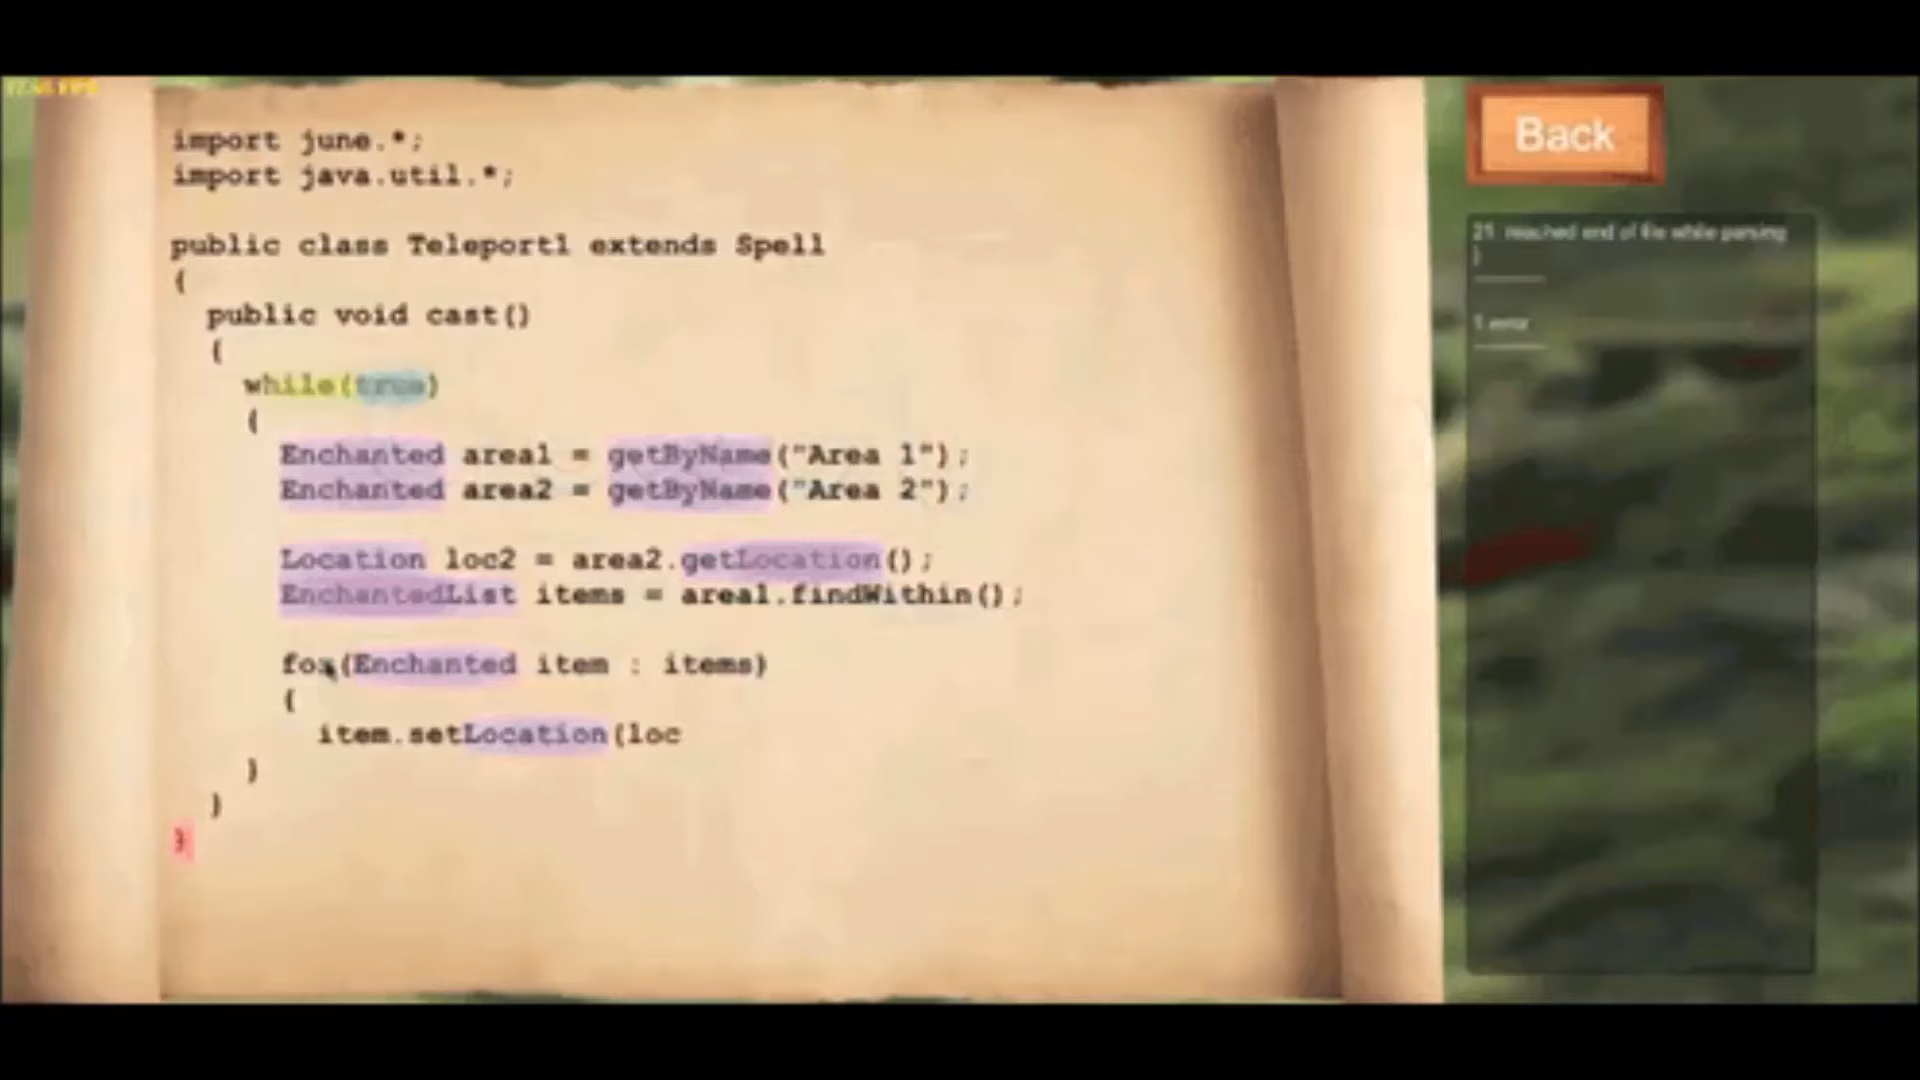 import june.*;
import java.util.*;
public class Teleport1 extends Spell
{
public void cast()
{
while(true)
{
Enchanted area1 = getByName("Area 1");
Enchanted area2 = getByName("Area 2");
Location loc2 = area2.getLocation();
EnchantedList items = area1.findWithin();
for(Enchanted item : items)
{
item.setLocation(loc
}
}
}
Back
21 reached end of file while parsing
}
1 error